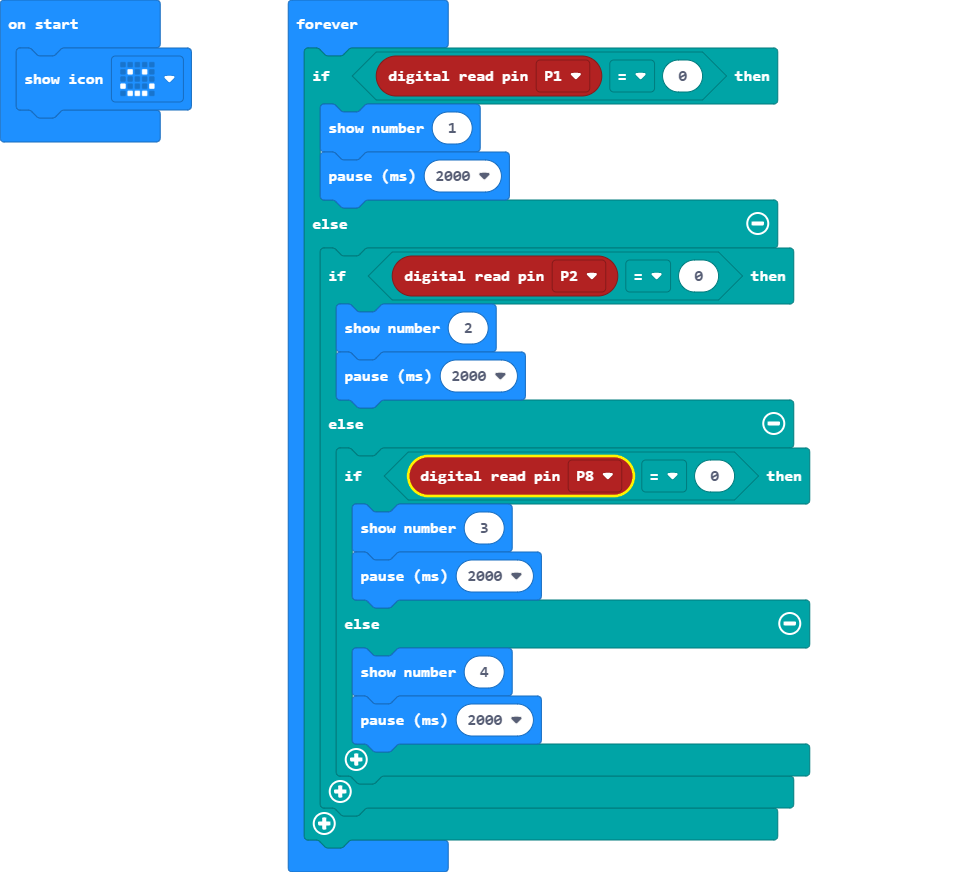 on start
show icon
forever
if digital read pin P1 = 0 then
show number 1
pause (ms) 2000
else
if digital read pin P2 = 0 then
show number 2
pause (ms) 2000
else
if digital read pin P8 = 0 then
show number 3
pause (ms) 2000
else
show number 4
pause (ms) 2000